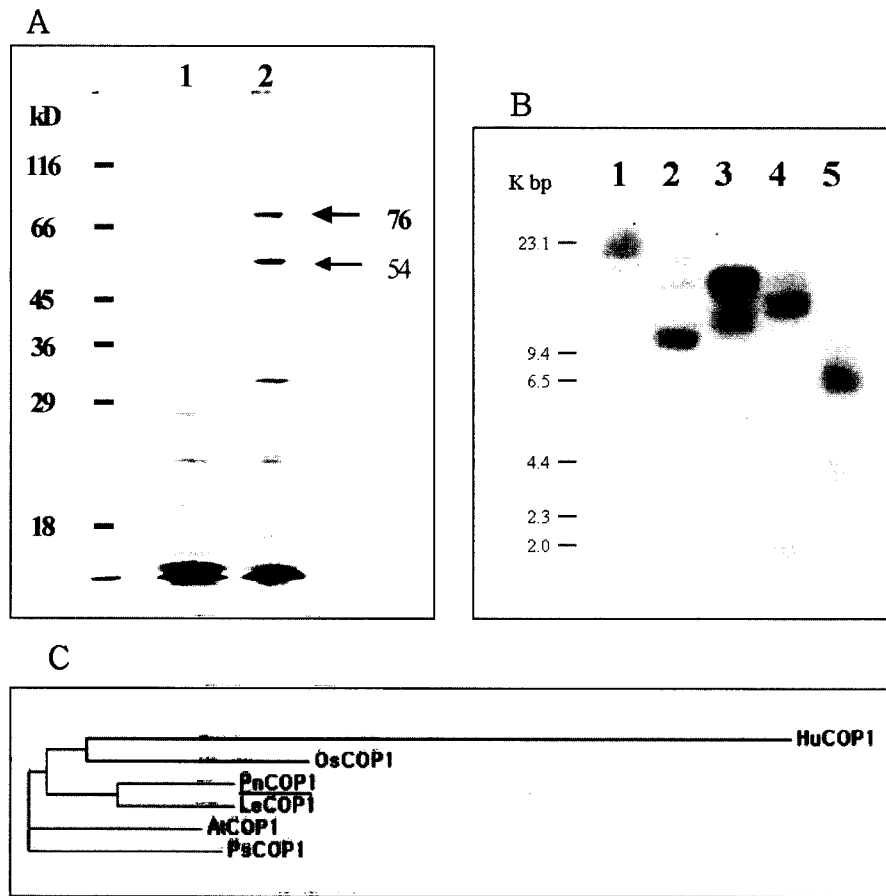 A
1 2
kD
116
76
66
54
45
36
29
18
B
1 2 3 4 5
K bp
23.1
9.4
6.5
4.4
2.3
2.0
C
HuCOP1
OsCOP1
PnCOP1
LeCOP1
AtCOP1
PsCOP1